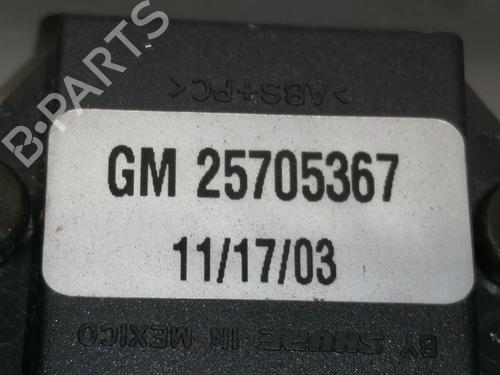 B-PARTS
>ABS+PC<
GM 25705367
11/17/03
BY SHURE IN MEXICO